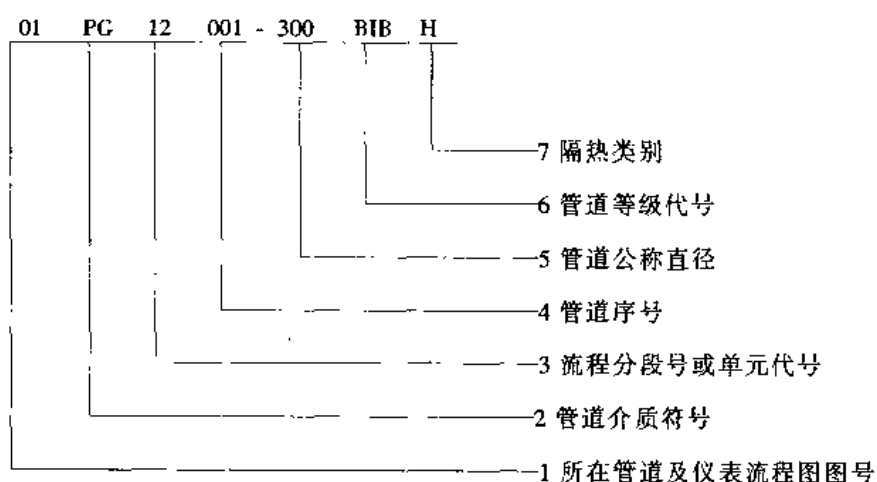 01 PG 12 001 - 300 BIB H
7 隔热类别
6 管道等级代号
5 管道公称直径
4 管道序号
3 流程分段号或单元代号
2 管道介质符号
1 所在管道及仪表流程图图号